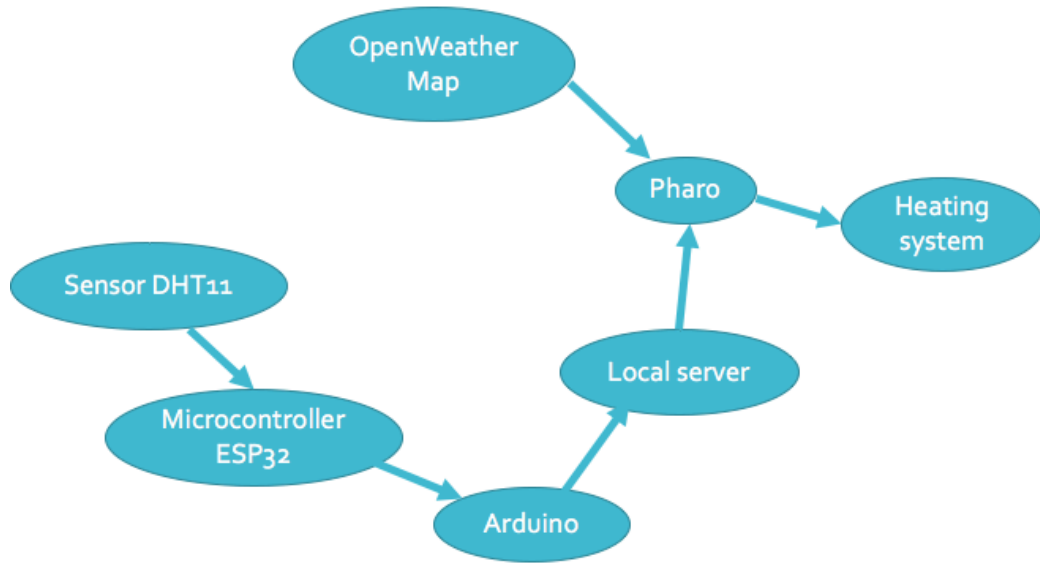 OpenWeather
Map
Pharo
Heating
system
Sensor DHT11
Local server
Microcontroller
ESP32
Arduino